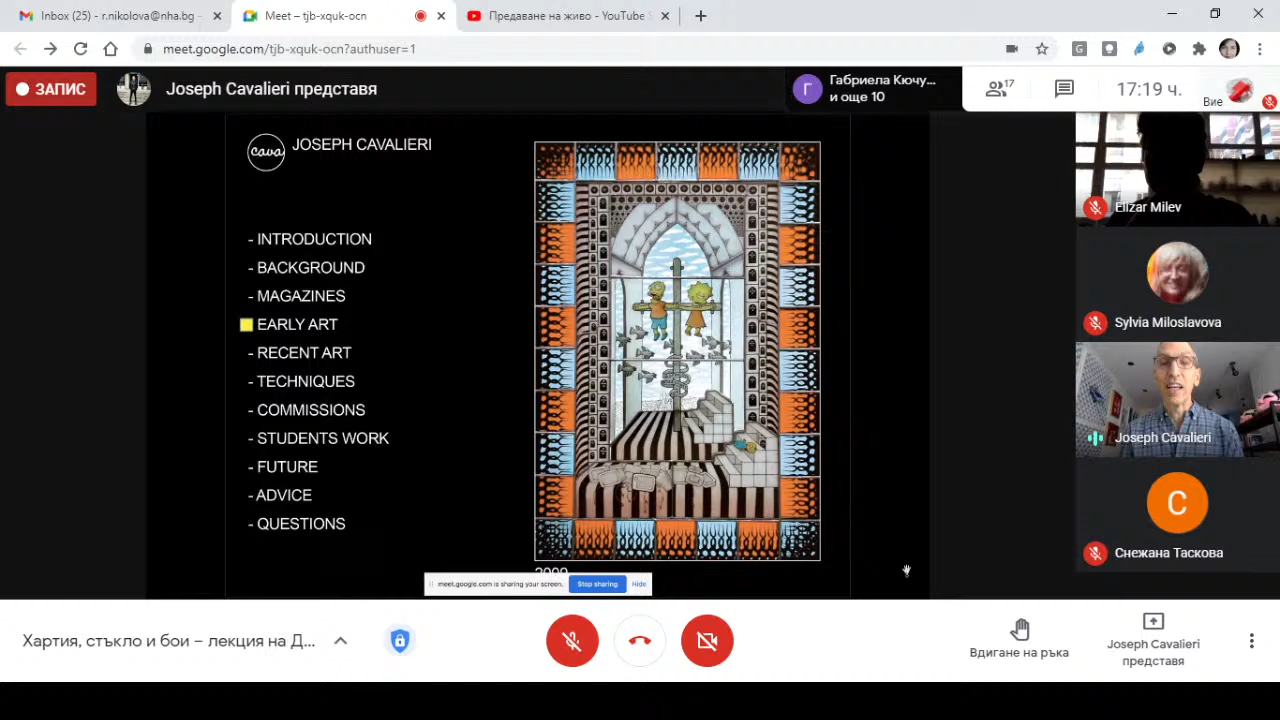 Inbox (25) - r.nikolova@nha.bg -
Meet – tjb-xquk-ocn
Предаване на живо - YouTube S
meet.google.com/tjb-xquk-ocn?authuser=1
ЗАПИС
Joseph Cavalieri представя
Г
Габриела Кючу...
и още 10
17
17:19 ч.
Вие
cava
JOSEPH CAVALIERI
- INTRODUCTION
- BACKGROUND
- MAGAZINES
EARLY ART
- RECENT ART
- TECHNIQUES
- COMMISSIONS
- STUDENTS WORK
- FUTURE
- ADVICE
- QUESTIONS
2009
meet.google.com is sharing your screen.
Stop sharing
Hide
Elizar Milev
Sylvia Miloslavova
Joseph Cavalieri
С
Снежана Таскова
Хартия, стъкло и бои – лекция на Д...
Вдигане на ръка
Joseph Cavalieri
представя